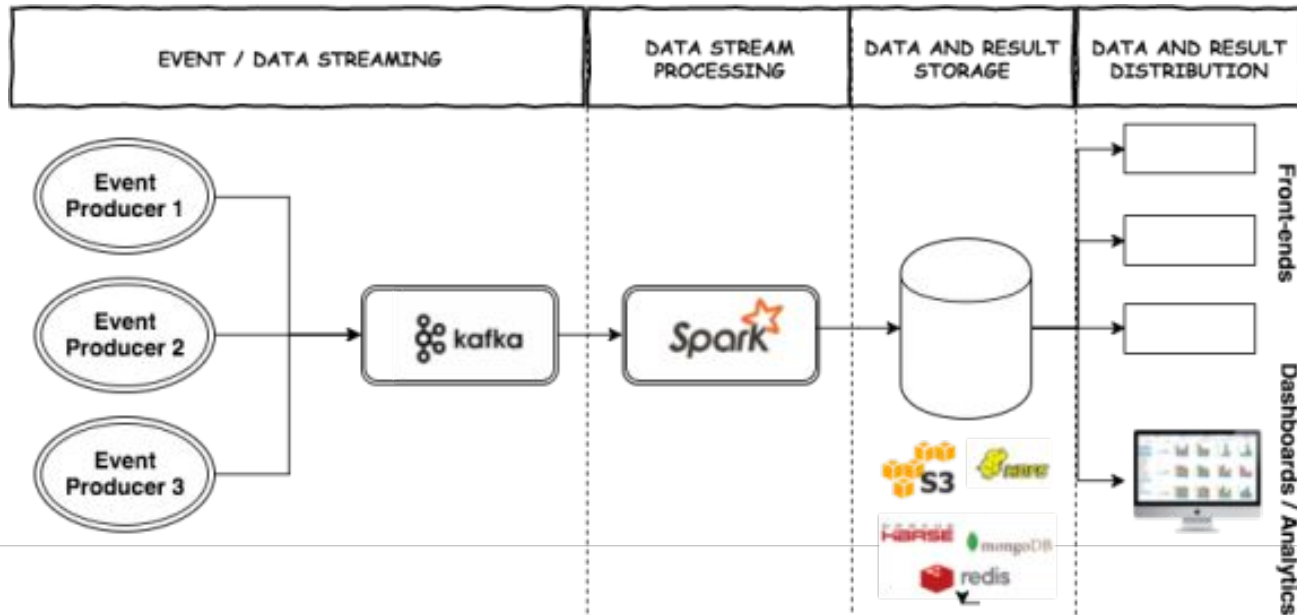 EVENT / DATA STREAMING
DATA STREAM
PROCESSING
DATA AND RESULT
STORAGE
DATA AND RESULT
DISTRIBUTION
Event
Producer 1
Event
Producer 2
Event
Producer 3
kafka
Spark
S3
HBASE
mongoDB
redis
Front-ends
Dashboards / Analytics